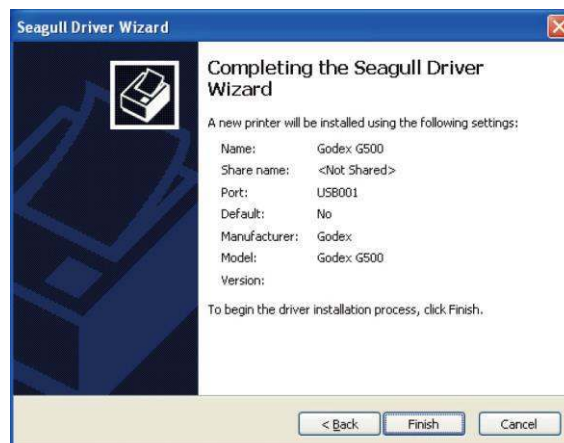 Seagull Driver Wizard
Completing the Seagull Driver
Wizard
A new printer will be installed using the following settings:
Name: Godex G500
Share name: <Not Shared>
Port: USB001
Default: No
Manufacturer: Godex
Model: Godex G500
Version:
To begin the driver installation process, click Finish.
< Back Finish Cancel